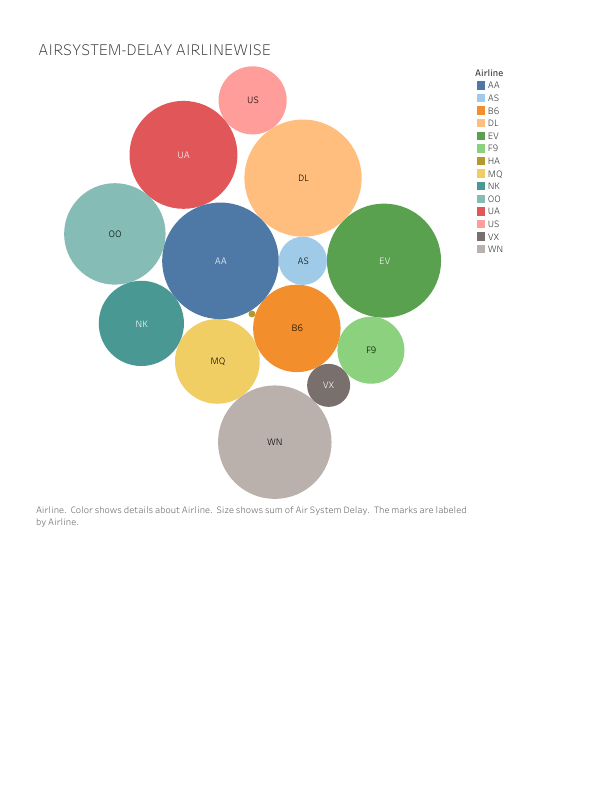 AIRSYSTEM-DELAY AIRLINEWISE
Airline
AA
AS
B6
DL
EV
F9
HA
MQ
NK
OO
UA
US
VX
WN
US
UA
DL
OO
AA
AS
EV
NK
B6
MQ
F9
VX
WN
Airline.  Color shows details about Airline.  Size shows sum of Air System Delay.  The marks are labeled
by Airline.